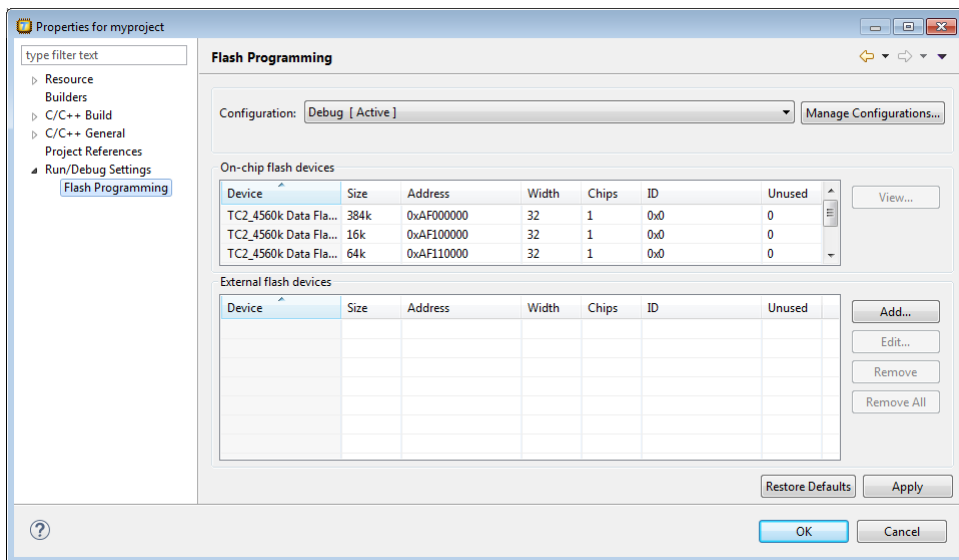 Properties for myproject
type filter text
Resource
Builders
C/C++ Build
C/C++ General
Project References
Run/Debug Settings
Flash Programming
Flash Programming
Configuration: Debug [ Active ] Manage Configurations...
On-chip flash devices
Device Size Address Width Chips ID Unused
TC2_4560k Data Fla... 384k 0xAF000000 32 1 0x0 0
TC2_4560k Data Fla... 16k 0xAF100000 32 1 0x0 0
TC2_4560k Data Fla... 64k 0xAF110000 32 1 0x0 0
View...
External flash devices
Device Size Address Width Chips ID Unused
Add...
Edit...
Remove
Remove All
Restore Defaults Apply
? OK Cancel